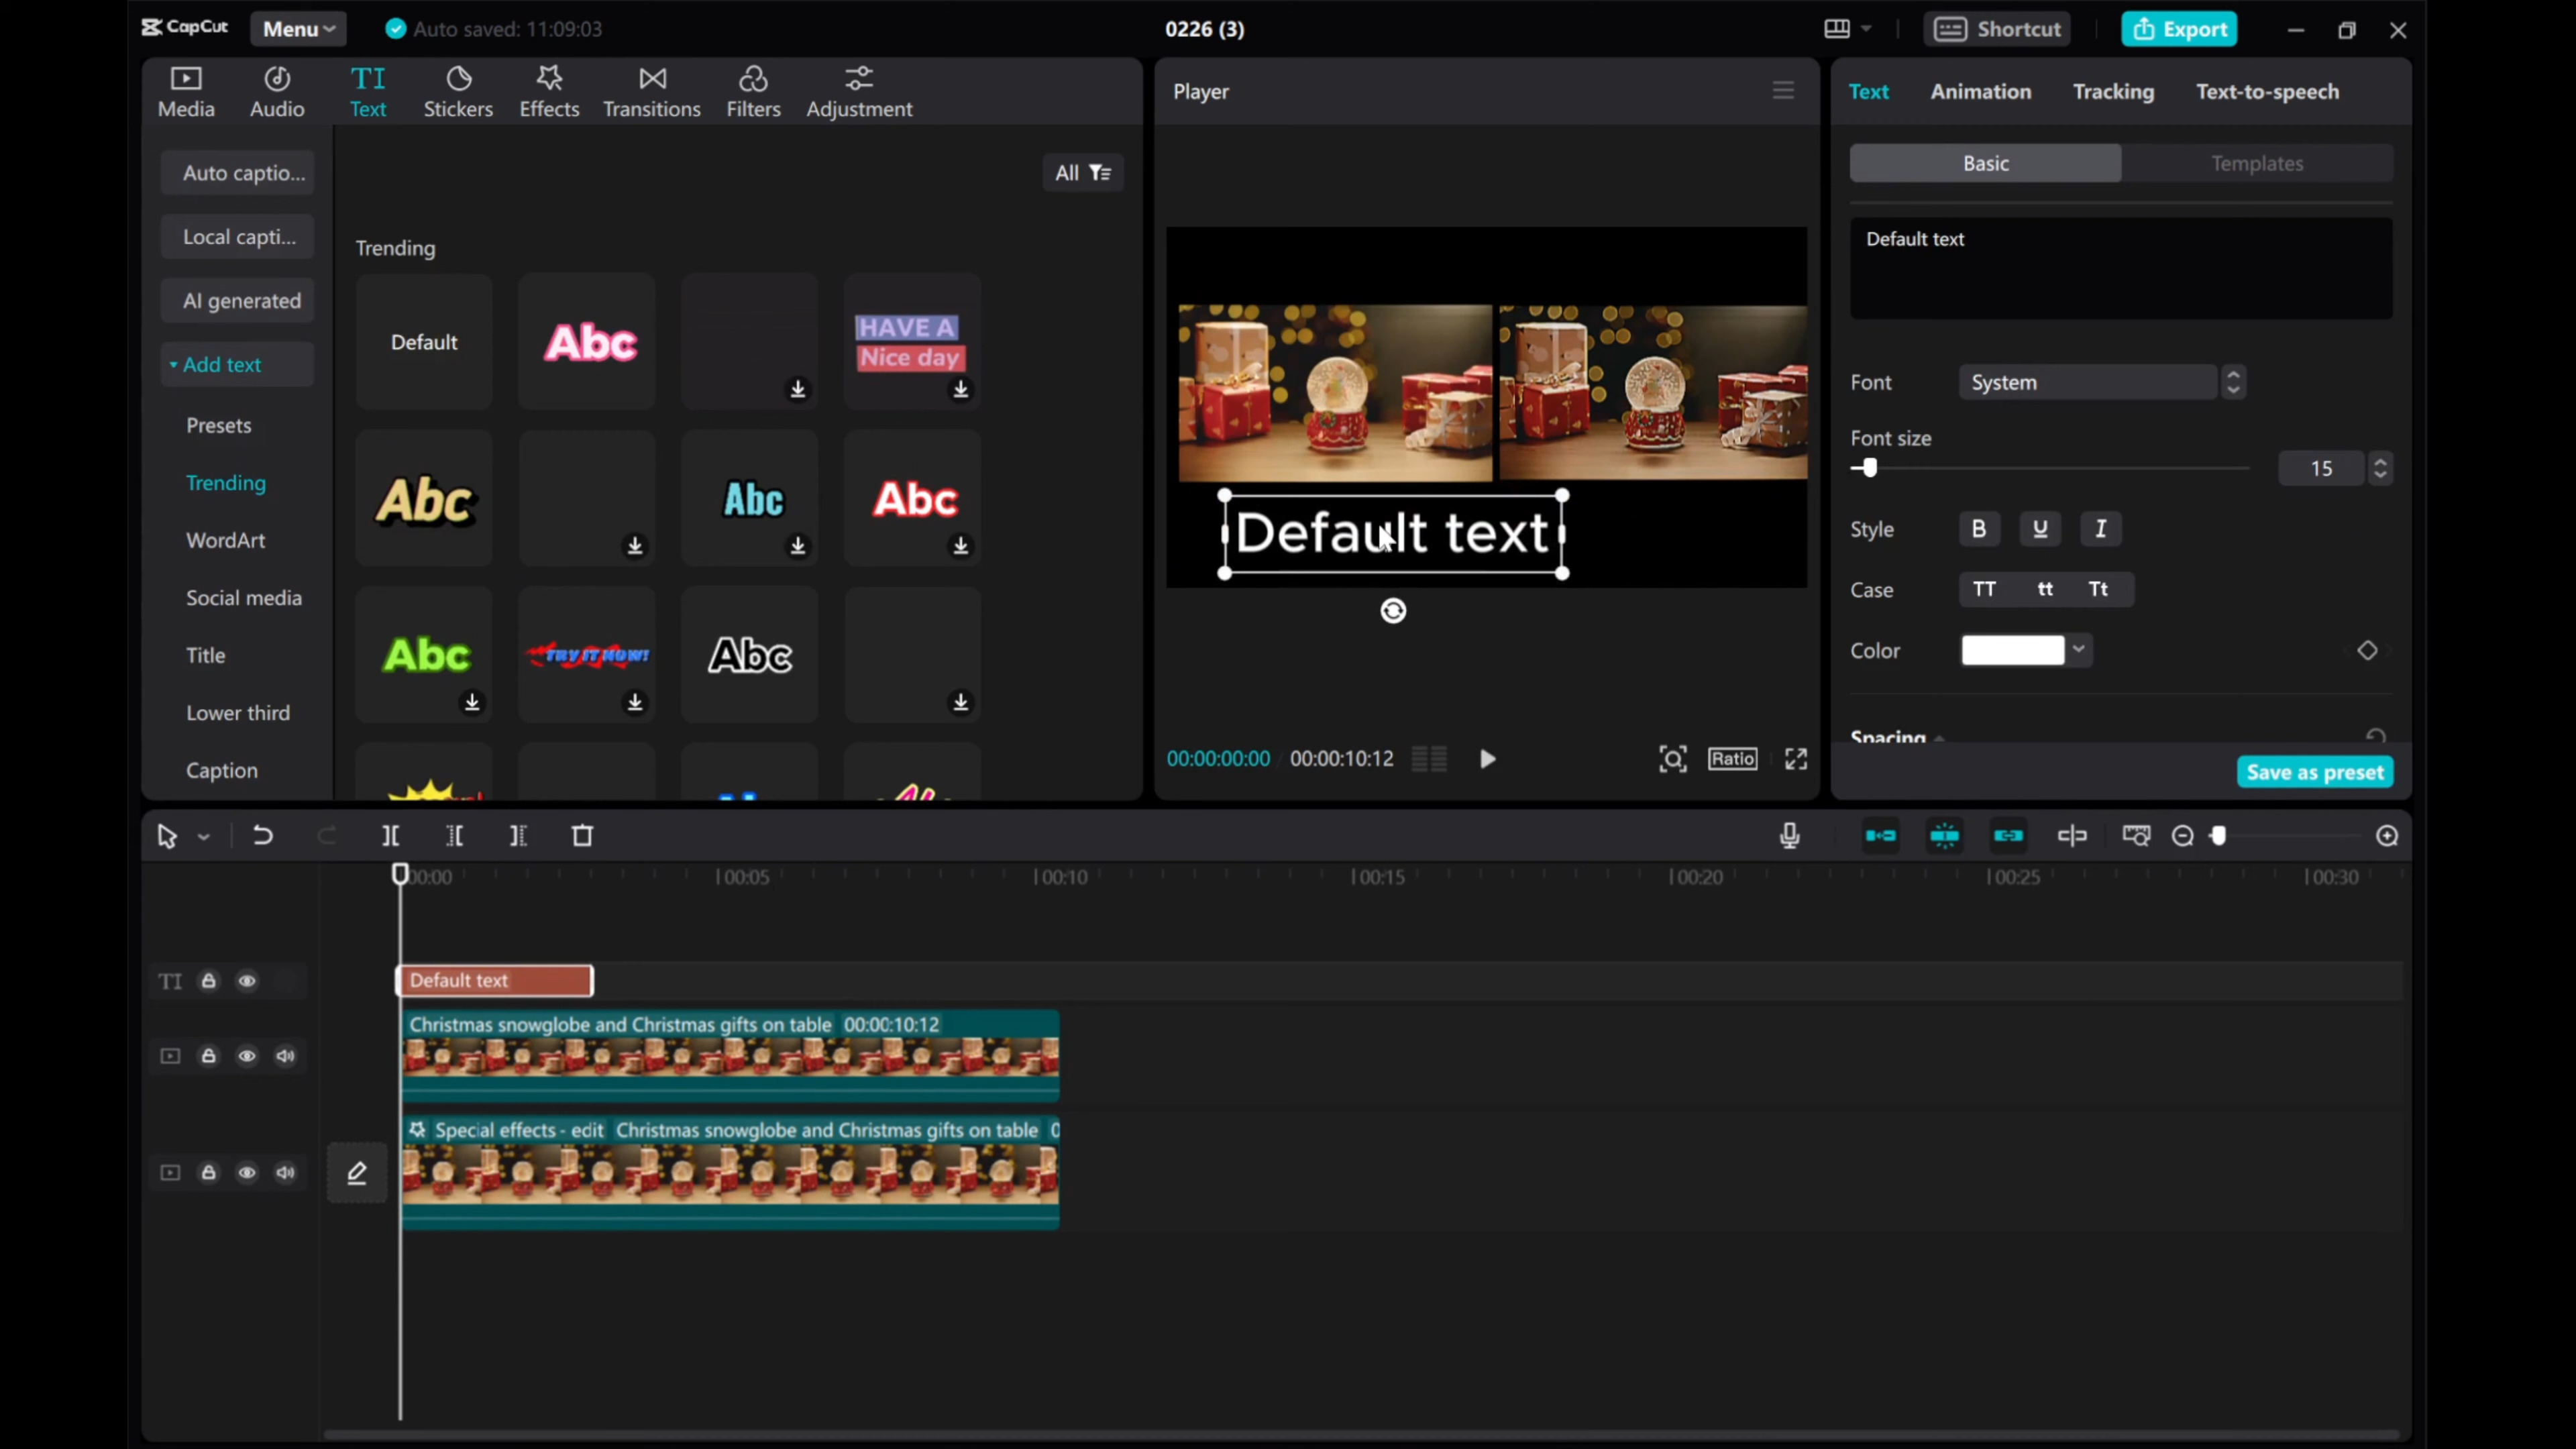 CapCut
Menu
Auto saved: 11:09:03
0226 (3)
Shortcut
Export
Media
Audio
TI
Text
Stickers
Effects
Transitions
Filters
Adjustment
Auto captio...
Local capti...
AI generated
Add text
Presets
Trending
WordArt
Social media
Title
Lower third
Caption
All
Trending
Default
Abc
HAVE A
Nice day
Abc
Abc
Abc
Abc
TRY IT NOW!
Abc
Player
Default text
00:00:00:00 / 00:00:10:12
Ratio
Text
Animation
Tracking
Text-to-speech
Basic
Templates
Default text
Font
System
Font size
15
Style
B
U
I
Case
TT
tt
Tt
Color
Spacing
Save as preset
00:00
00:05
00:10
00:15
00:20
00:25
00:30
TI
Default text
Christmas snowglobe and Christmas gifts on table 00:00:10:12
Special effects - edit Christmas snowglobe and Christmas gifts on table 0